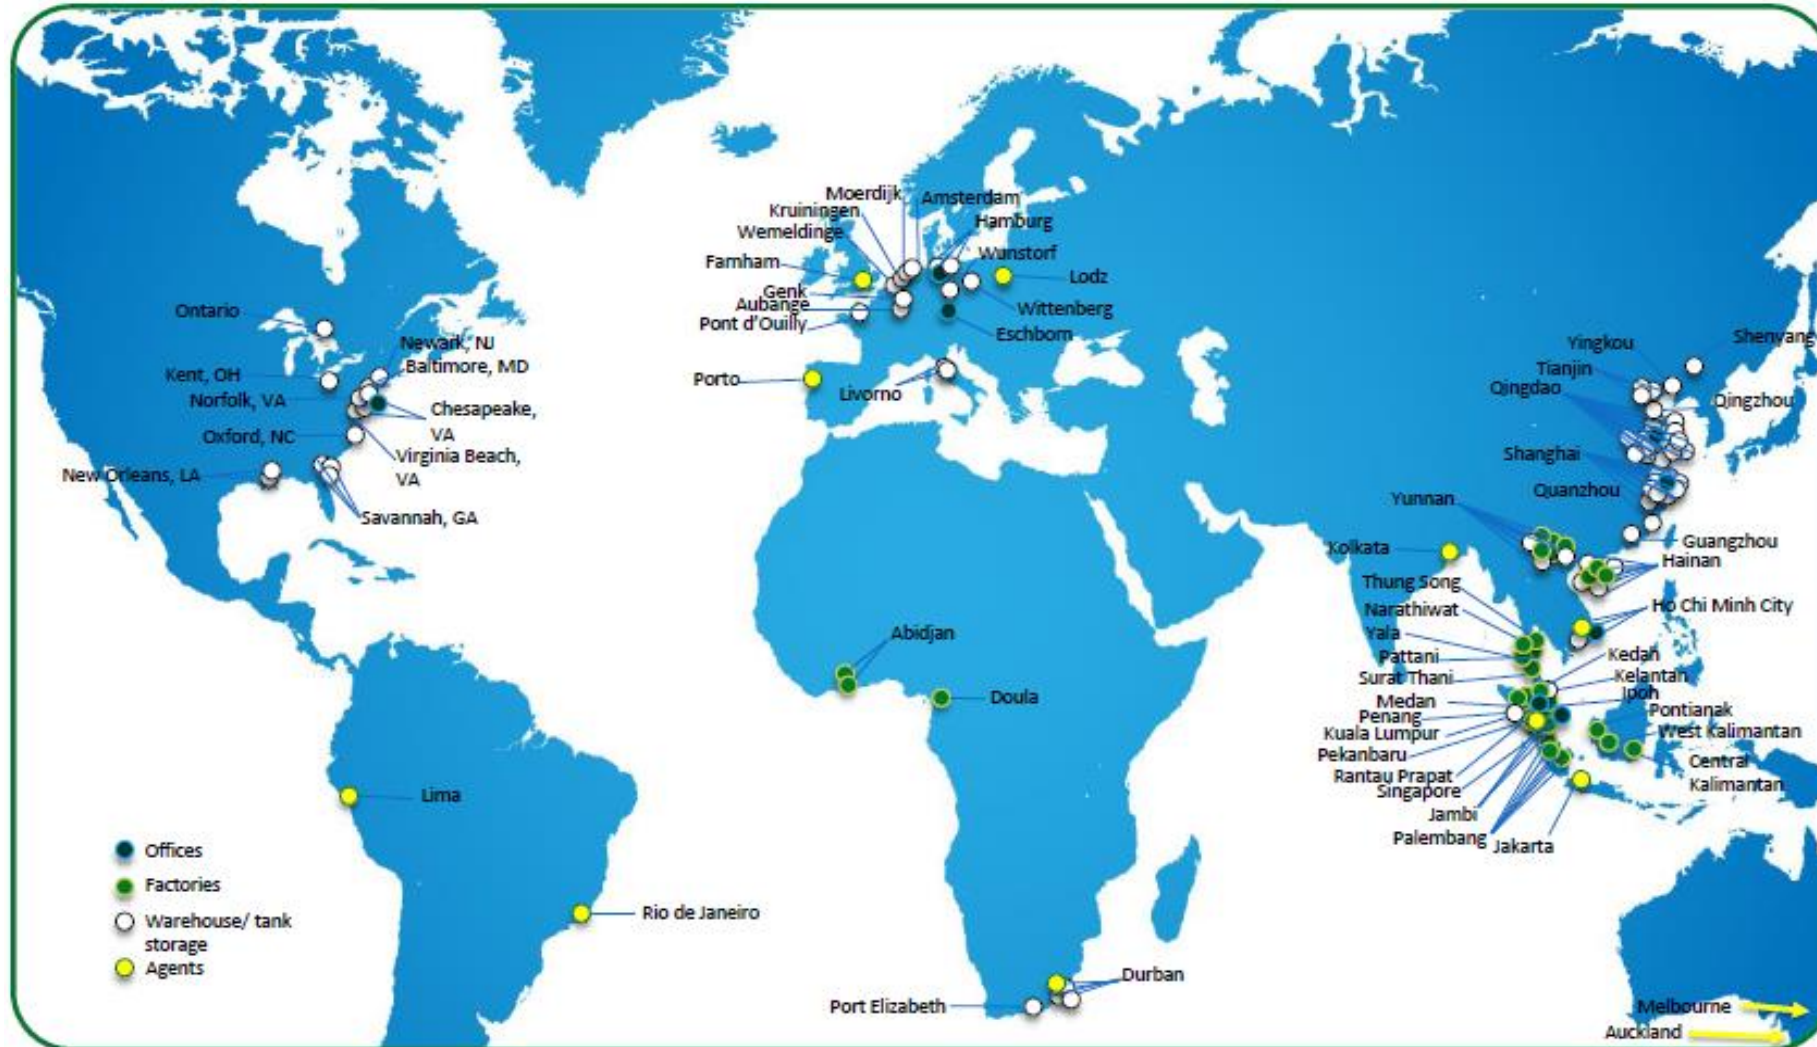 Moerdijk
Amsterdam
Kruiningen
Hamburg
Wemeldinge
Wunstorf
Farnham
Lodz
Genk
Aubange
Wittenberg
Pont d'Ouilly
Eschborn
Ontario
Newark, NJ
Baltimore, MD
Kent, OH
Norfolk, VA
Chesapeake,
VA
Oxford, NC
Virginia Beach,
VA
New Orleans, LA
Savannah, GA
Porto
Livorno
Shenyang
Yingkou
Tianjin
Qingdao
Qingzhou
Shanghai
Quanzhou
Yunnan
Guangzhou
Kolkata
Hainan
Thung Song
Narathiwat
Ho Chi Minh City
Yala
Pattani
Kedah
Surat Thani
Kelantan
Medan
Ipoh
Penang
Pontianak
Kuala Lumpur
West Kalimantan
Pekanbaru
Central
Kalimantan
Rantau Prapat
Singapore
Jambi
Palembang
Jakarta
Abidjan
Doula
Lima
Rio de Janeiro
Durban
Port Elizabeth
Melbourne
Auckland
Offices
Factories
Warehouse/ tank
storage
Agents